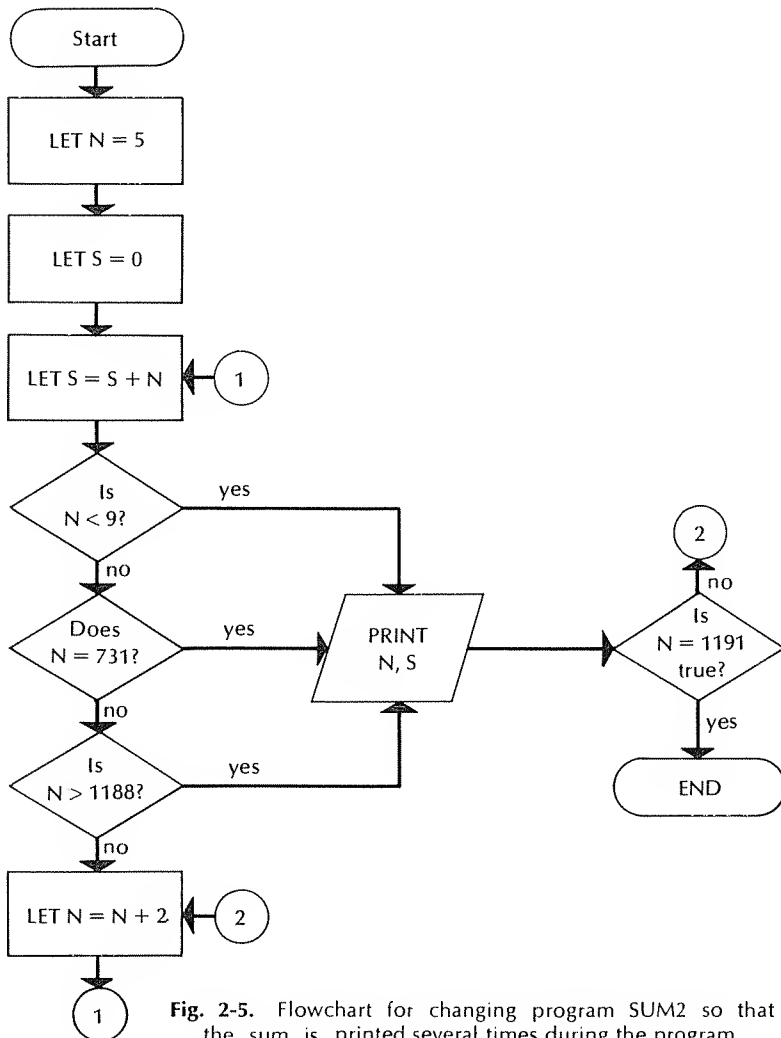 Start
LET N = 5
LET S = 0
LET S = S + N
1
Is
N < 9?
yes
no
Does
N = 731?
yes
no
Is
N > 1188?
yes
no
LET N = N + 2
2
1
PRINT
N, S
2
no
Is
N = 1191
true?
yes
END
Fig. 2-5. Flowchart for changing program SUM2 so that
the sum is printed several times during the program.